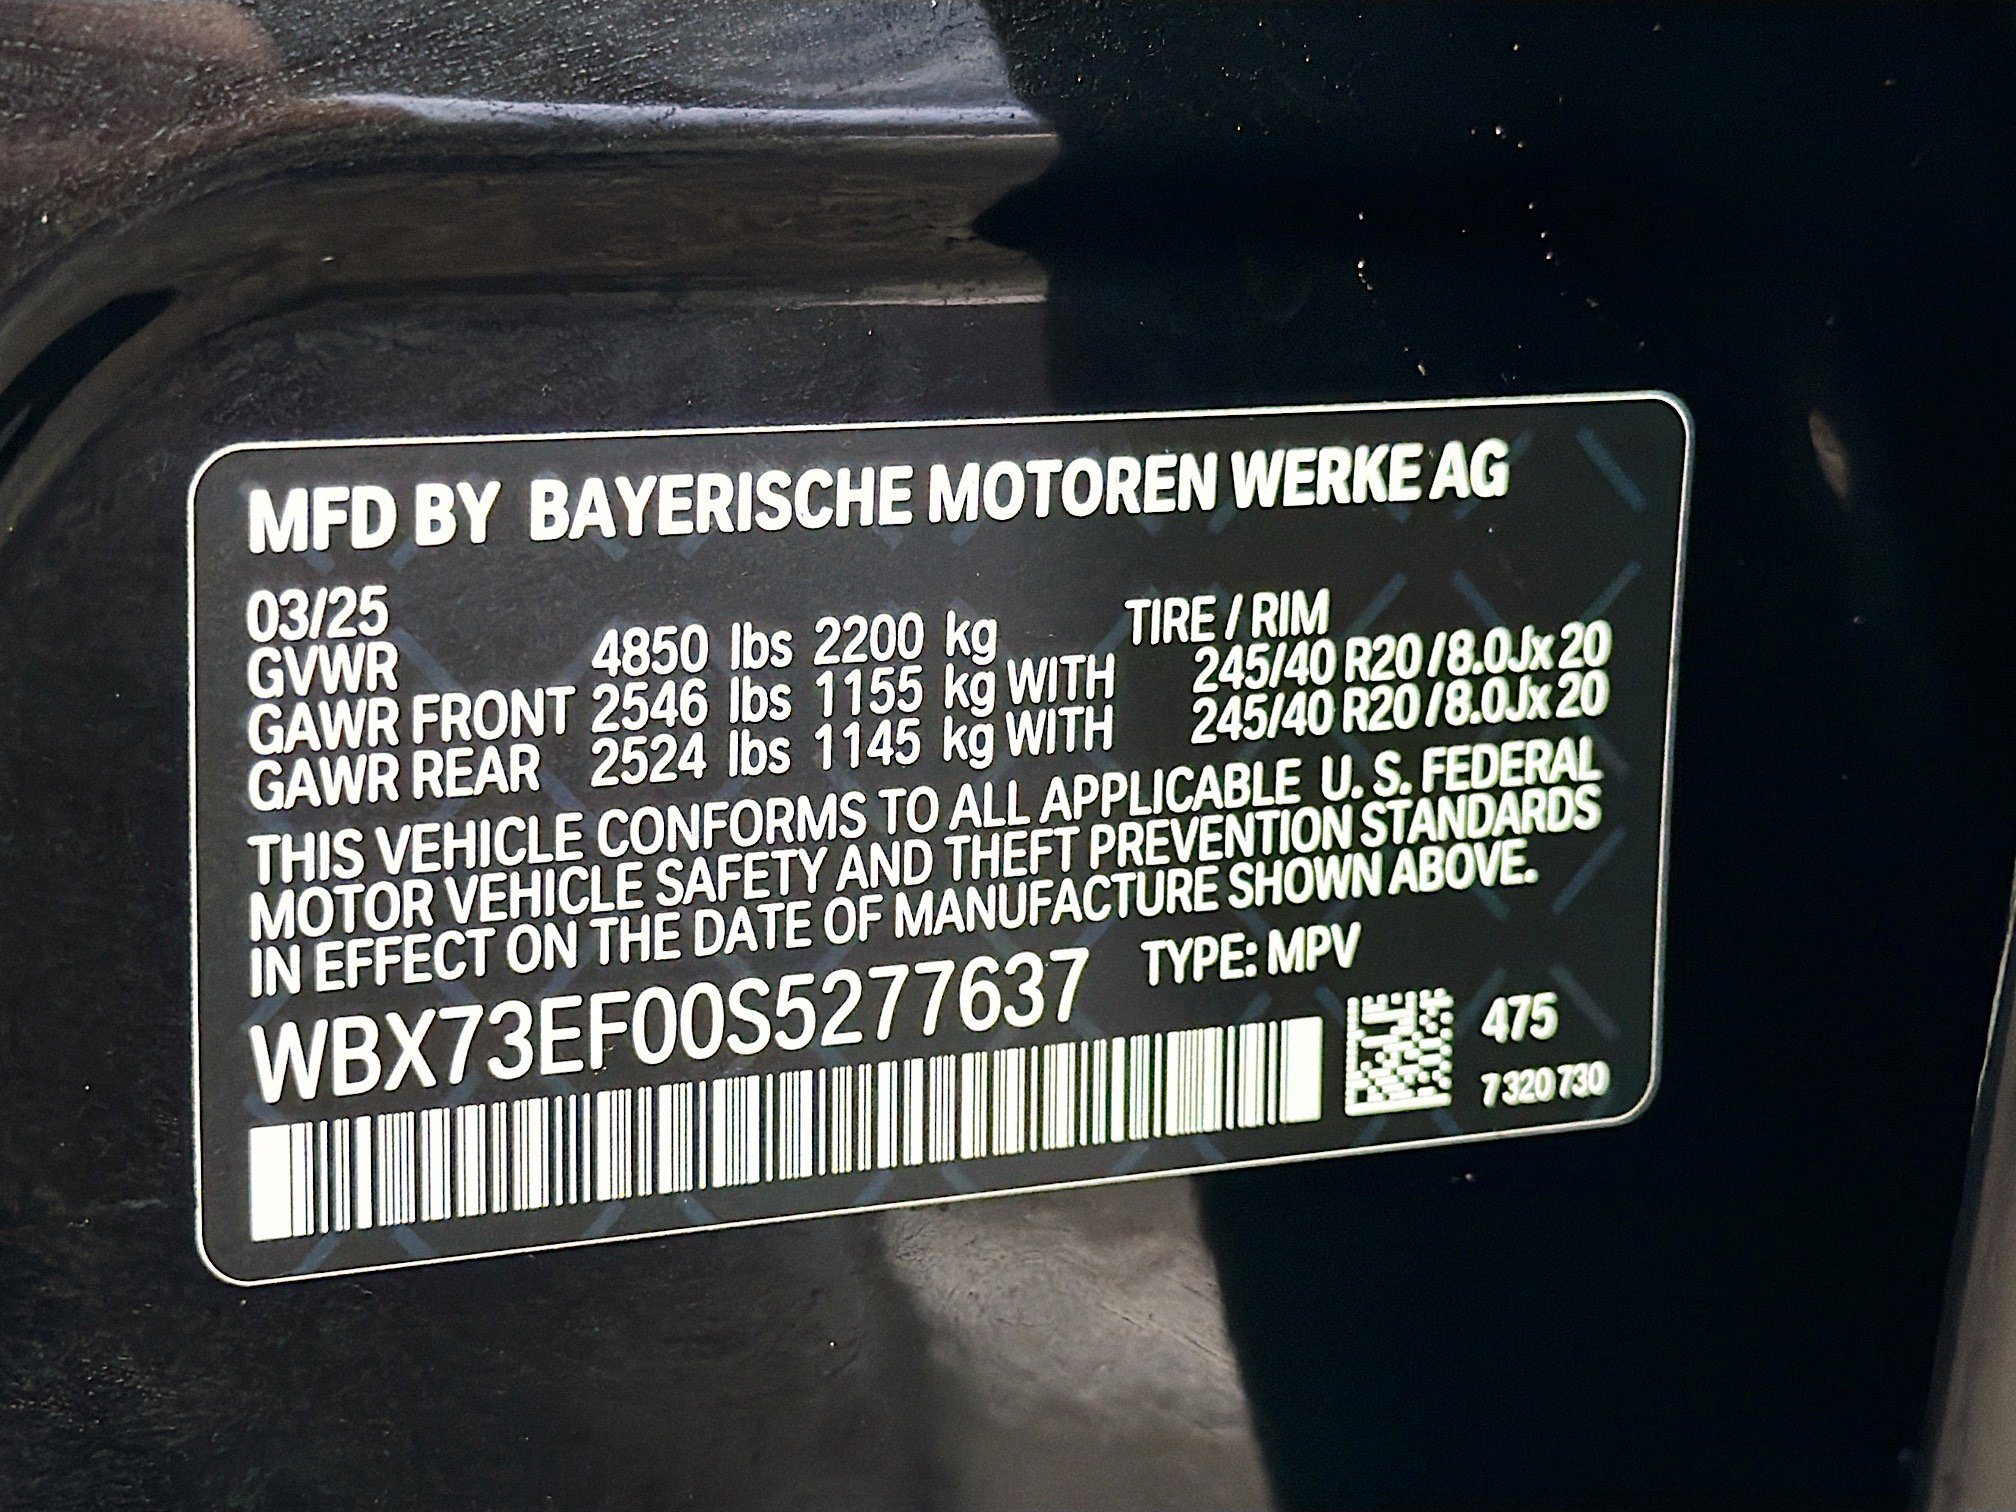 MFD BY BAYERISCHE MOTOREN WERKE AG
03/25 TIRE / RIM
GVWR 4850 lbs 2200 kg
GAWR FRONT 2546 lbs 1155 kg WITH 245/40 R20 /8.0Jx 20
GAWR REAR 2524 lbs 1145 kg WITH 245/40 R20 /8.0Jx 20
THIS VEHICLE CONFORMS TO ALL APPLICABLE U. S. FEDERAL
MOTOR VEHICLE SAFETY AND THEFT PREVENTION STANDARDS
IN EFFECT ON THE DATE OF MANUFACTURE SHOWN ABOVE.
WBX73EF00S5277637 TYPE: MPV
475
7 320 730